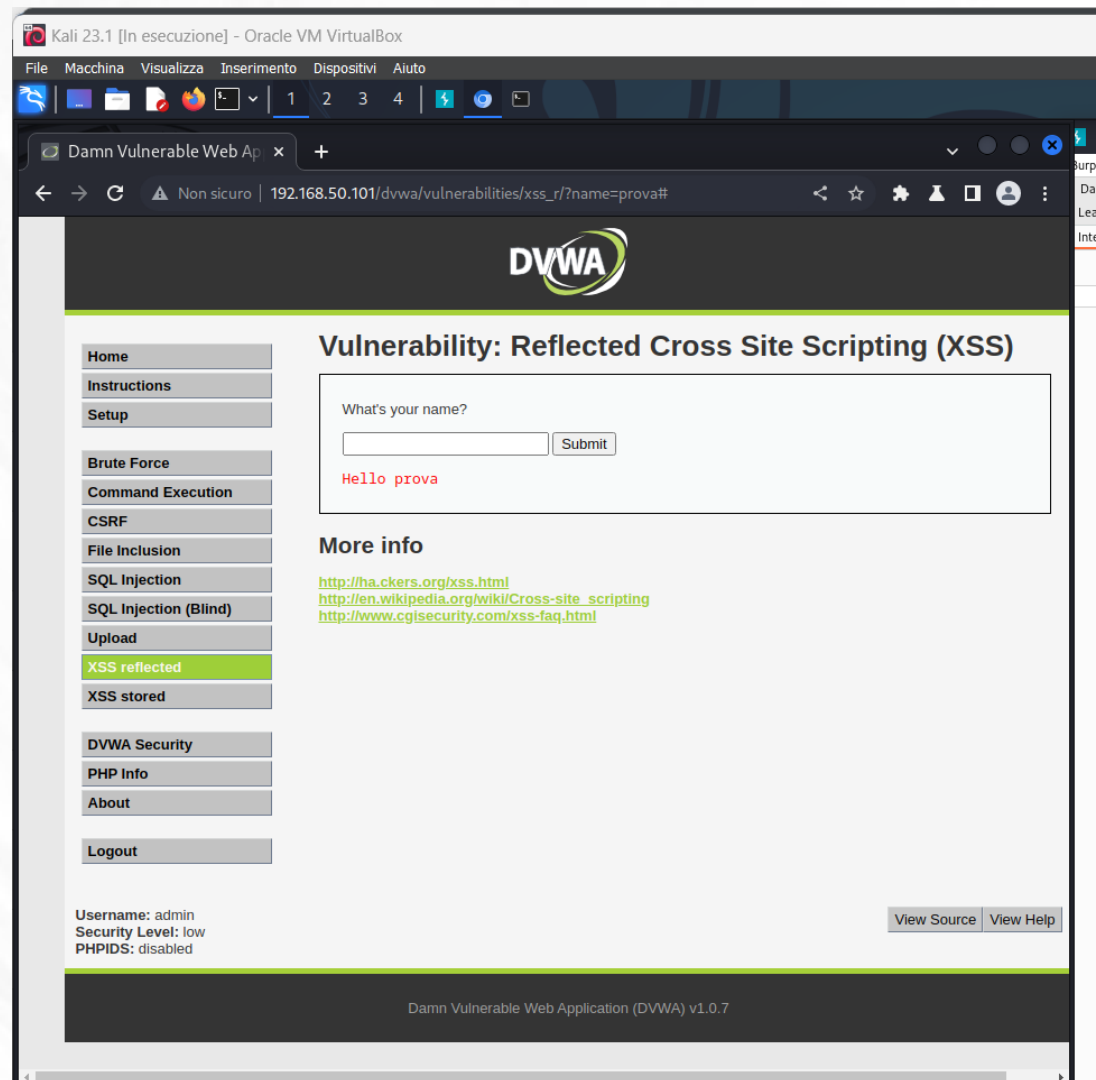 Kali 23.1 [In esecuzione] - Oracle VM VirtualBox
File Macchina Visualizza Inserimento Dispositivi Aiuto
1 2 3 4
Damn Vulnerable Web Ap
Non sicuro 192.168.50.101/dvwa/vulnerabilities/xss_r/?name=prova#
Burp
Da
Lea
Inte
DVWA
Home
Instructions
Setup
Brute Force
Command Execution
CSRF
File Inclusion
SQL Injection
SQL Injection (Blind)
Upload
XSS reflected
XSS stored
DVWA Security
PHP Info
About
Logout
Vulnerability: Reflected Cross Site Scripting (XSS)
What's your name?
Submit
Hello prova
More info
http://ha.ckers.org/xss.html
http://en.wikipedia.org/wiki/Cross-site_scripting
http://www.cgisecurity.com/xss-faq.html
Username: admin
Security Level: low
PHPIDS: disabled
View Source View Help
Damn Vulnerable Web Application (DVWA) v1.0.7